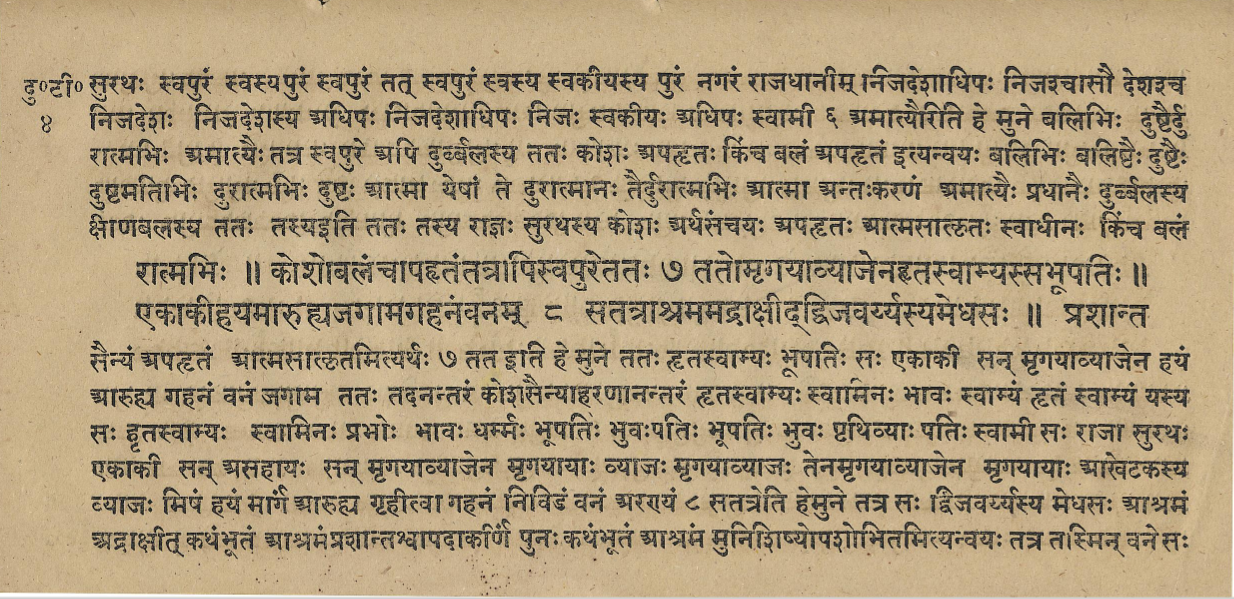 दु०टी० सुरथः स्वपुरं स्वस्यपुरं स्वपुरं तत् स्वपुरं स्वस्य स्वकीयस्य पुरं नगरं राजधानीम् ।निजदेशाधिपः निजश्चासौ देशश्च
४ निजदेशः निजदेशस्य अधिपः निजदेशाधिपः निजः स्वकीयः अधिपः स्वामी ६ अमात्यैरिति हे मुने बलिभिः दुष्टैर्दु
रात्मभिः अमात्यैः तत्र स्वपुरे अपि दुर्ब्बलस्य ततः कोशः अपहृतः किंच बलं अपहृतं इत्यन्वयः बलिभिः बलिष्टैः दुष्टैः
दुष्टमतिभिः दुरात्मभिः दुष्टः आत्मा येषां ते दुरात्मानः तैर्दुरात्मभिः आत्मा अन्तःकरणं अमात्यैः प्रधानैः दुर्ब्बलस्य
क्षीणबलस्य ततः तस्यइति ततः तस्य राज्ञः सुरथस्य कोशः अर्थसंचयः अपहृतः आत्मसात्कृतः स्वाधीनः किंच बलं
रात्मभिः ॥ कोशोबलंचापहृतंतत्रापिस्वपुरेततः ७ ततोमृगयाव्याजेनहृतस्वाम्यस्सभूपतिः ॥
एकाकीहयमारुह्यजगामगहनंवनम् ८ सतत्राश्रममद्राक्षीद्द्विजवर्य्यस्यमेधसः ॥ प्रशान्त
सैन्यं अपहृतं आत्मसात्कृतमित्यर्थः ७ तत इति हे मुने ततः हृतस्वाम्यः भूपतिः सः एकाकी सन् मृगयाव्याजेन हयं
आरुह्य गहनं वनं जगाम ततः तदनन्तरं कोशसैन्याहरणानन्तरं हृतस्वाम्यः स्वामिनः भावः स्वाम्यं हृतं स्वाम्यं यस्य
सः हृतस्वाम्यः स्वामिनः प्रभोः भावः धर्म्मः भूपतिः भुवःपतिः भूपतिः भुवः पृथिव्याः पतिः स्वामी सः राजा सुरथः
एकाकी सन् असहायः सन् मृगयाव्याजेन मृगयायाः व्याजः मृगयाव्याजः तेनमृगयाव्याजेन मृगयायाः आखेटकस्य
व्याजः मिषं हयं मार्गं आरुह्य गृहीत्वा गहनं निविडं वनं अरण्यं ८ सतत्रेति हेमुने तत्र सः द्विजवर्य्यस्य मेधसः आश्रमं
अद्राक्षीत् कथंभूतं आश्रमंप्रशान्तश्वापदाकीर्णं पुनः कथंभूतं आश्रमं मुनिशिष्योपशोभितमित्यन्वयः तत्र तस्मिन् वने सः